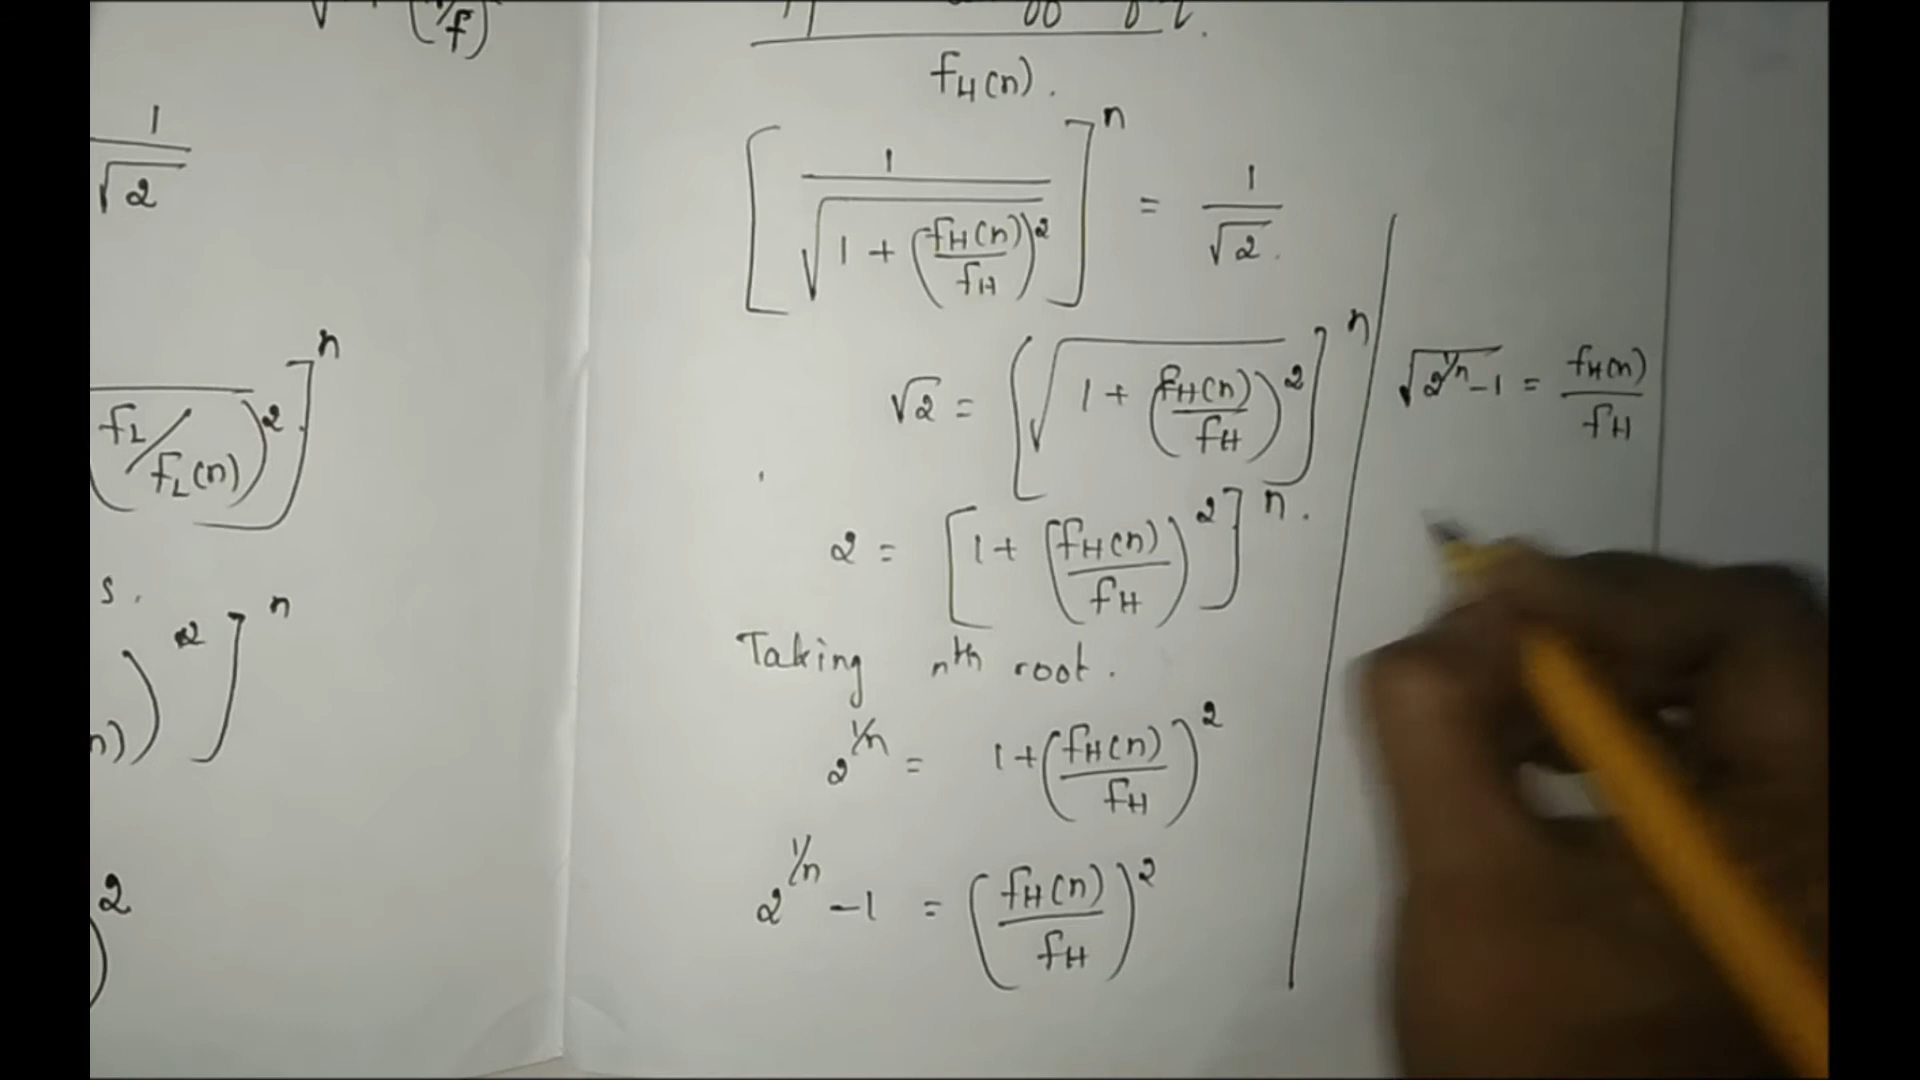 (1/f)
1
√2
(fL/fL(n))²]ⁿ
s.
)²]ⁿ
n)
)²
fH(n).
[1/√(1+(fH(n)/fH)²)]ⁿ = 1/√2.
√2 = [√(1+(fH(n)/fH)²)]ⁿ
2 = [1+(fH(n)/fH)²]ⁿ.
Taking nth root.
2^(1/n) = 1+(fH(n)/fH)²
2^(1/n) -1 = (fH(n)/fH)²
√(2^(1/n) -1) = fH(n)/fH